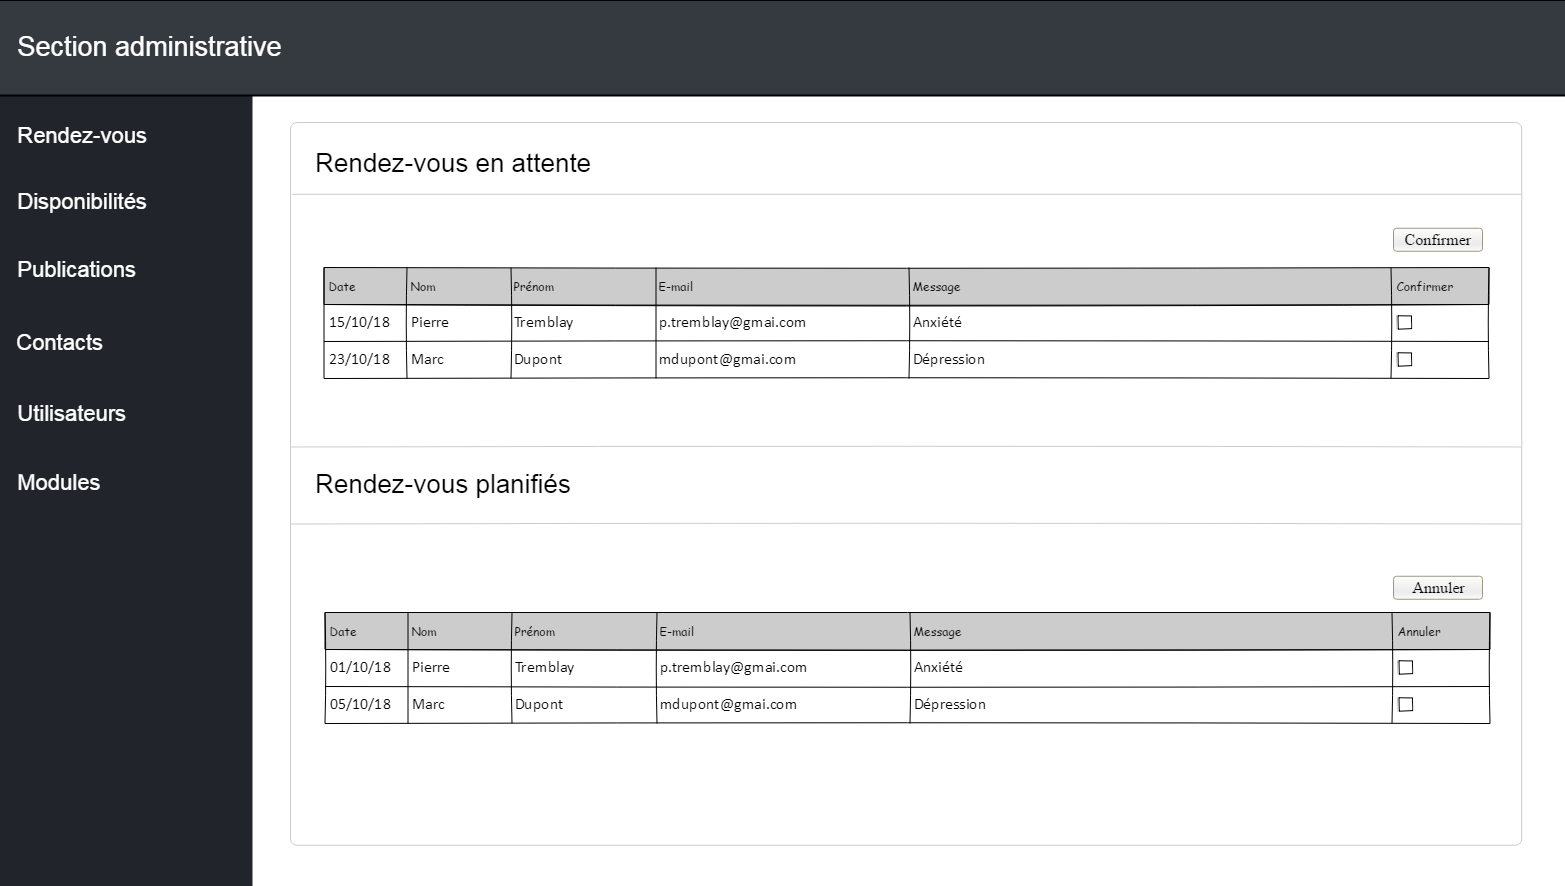 Section administrative
Rendez-vous
Disponibilités
Publications
Contacts
Utilisateurs
Modules
Rendez-vous en attente
Confirmer
Date Nom Prénom E-mail Message Confirmer
15/10/18 Pierre Tremblay p.tremblay@gmai.com Anxiété
23/10/18 Marc Dupont mdupont@gmai.com Dépression
Rendez-vous planifiés
Annuler
Date Nom Prénom E-mail Message Annuler
01/10/18 Pierre Tremblay p.tremblay@gmai.com Anxiété
05/10/18 Marc Dupont mdupont@gmai.com Dépression